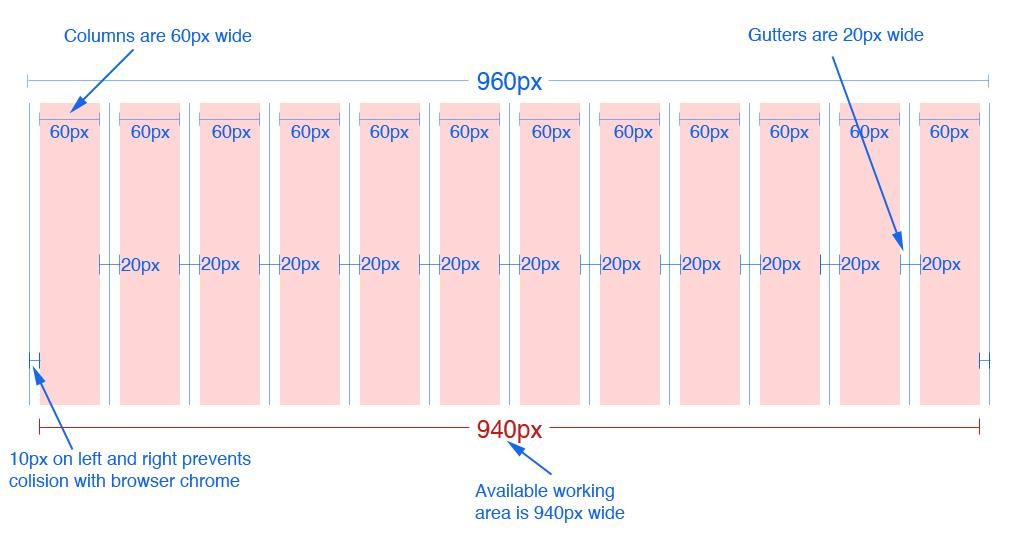 Columns are 60px wide
Gutters are 20px wide
960px
60px 60px 60px 60px 60px 60px 60px 60px 60px 60px 60px 60px
20px 20px 20px 20px 20px 20px 20px 20px 20px 20px 20px
940px
10px on left and right prevents
colision with browser chrome
Available working
area is 940px wide